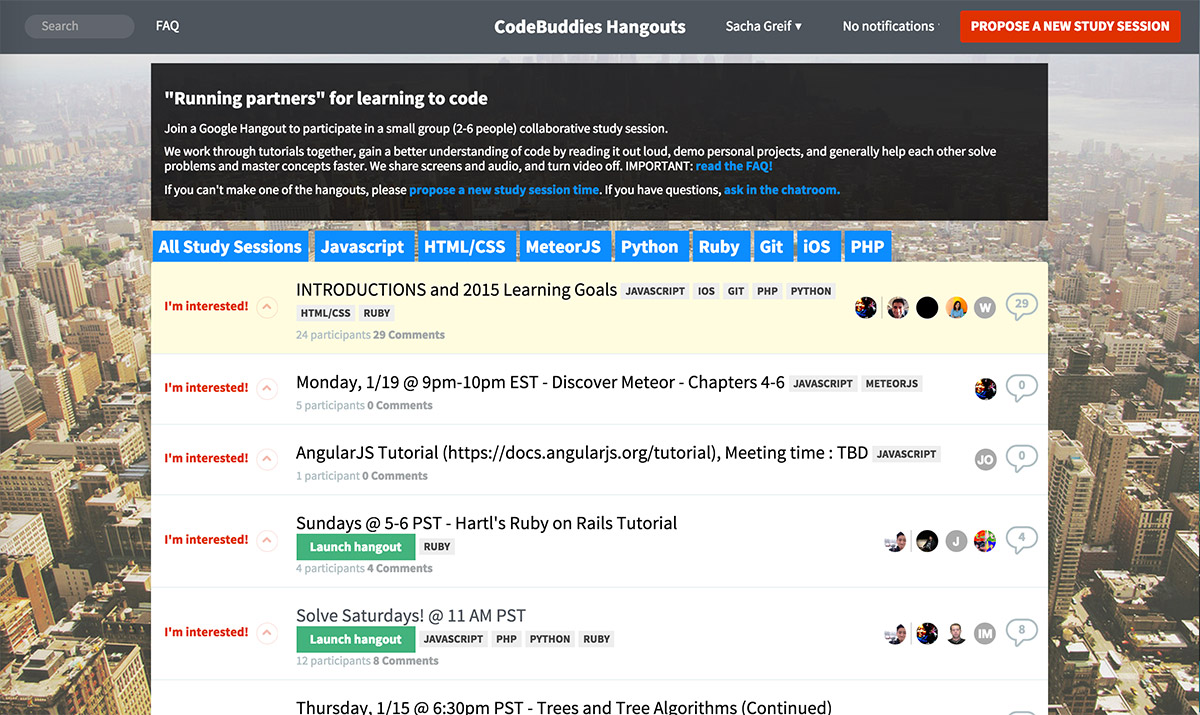 Search FAQ CodeBuddies Hangouts Sacha Greif ▾ No notifications PROPOSE A NEW STUDY SESSION
"Running partners" for learning to code
Join a Google Hangout to participate in a small group (2-6 people) collaborative study session.
We work through tutorials together, gain a better understanding of code by reading it out loud, demo personal projects, and generally help each other solve
problems and master concepts faster. We share screens and audio, and turn video off. IMPORTANT: read the FAQ!
If you can't make one of the hangouts, please propose a new study session time. If you have questions, ask in the chatroom.
All Study Sessions Javascript HTML/CSS MeteorJS Python Ruby Git iOS PHP
I'm interested! INTRODUCTIONS and 2015 Learning Goals JAVASCRIPT IOS GIT PHP PYTHON W 29
HTML/CSS RUBY
24 participants 29 Comments
I'm interested! Monday, 1/19 @ 9pm-10pm EST - Discover Meteor - Chapters 4-6 JAVASCRIPT METEORJS 0
5 participants 0 Comments
I'm interested! AngularJS Tutorial (https://docs.angularjs.org/tutorial), Meeting time : TBD JAVASCRIPT JO 0
1 participant 0 Comments
Sundays @ 5-6 PST - Hartl's Ruby on Rails Tutorial
I'm interested! Launch hangout RUBY J 4
4 participants 4 Comments
Solve Saturdays! @ 11 AM PST
I'm interested! Launch hangout JAVASCRIPT PHP PYTHON RUBY IM 8
12 participants 8 Comments
Thursday, 1/15 @ 6:30pm PST - Trees and Tree Algorithms (Continued)